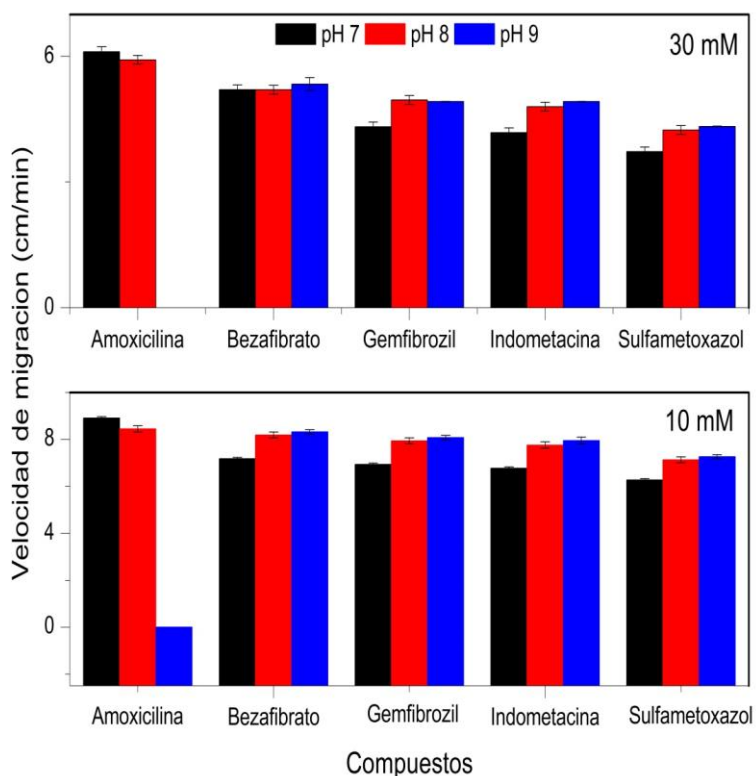 Velocidad de migracion (cm/min)
pH 7 pH 8 pH 9
30 mM
6
0
Amoxicilina Bezafibrato Gemfibrozil Indometacina Sulfametoxazol
10 mM
8
4
0
Amoxicilina Bezafibrato Gemfibrozil Indometacina Sulfametoxazol
Compuestos